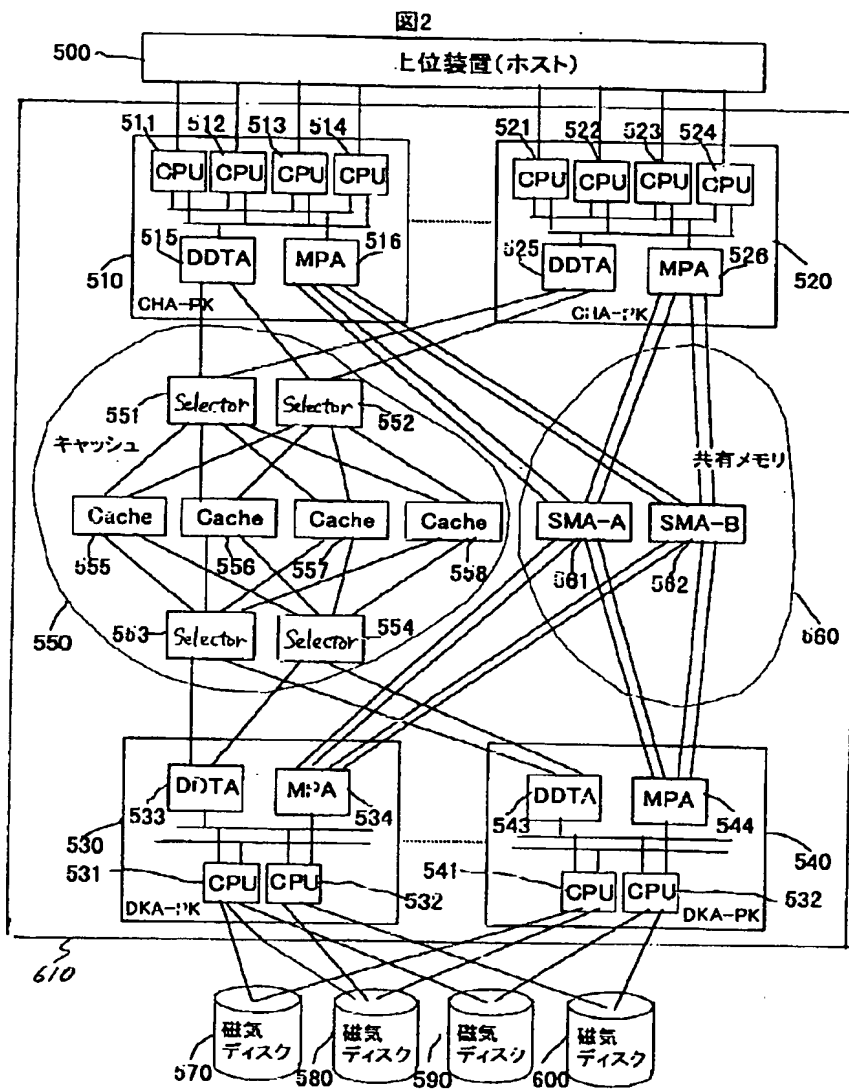 図2
500
上位装置(ホスト)
511 512 513 514
CPU CPU CPU CPU
521 522 523 524
CPU CPU CPU CPU
515 DDTA MPA 516
510
CHA-PK
525 DDTA MPA 526
520
CHA-PK
551 Selector Selector 552
キャッシュ
共有メモリ
Cache Cache Cache Cache
555 556 557 558
SMA-A SMA-B
561 562
553 Selector Selector 554
550
560
DDTA MPA
533 534
530
531 CPU CPU 532
DKA-PK
DDTA MPA
543 544
540
541 CPU CPU 532
DKA-PK
610
磁気
ディスク
570
磁気
ディスク
580
磁気
ディスク
590
磁気
ディスク
600